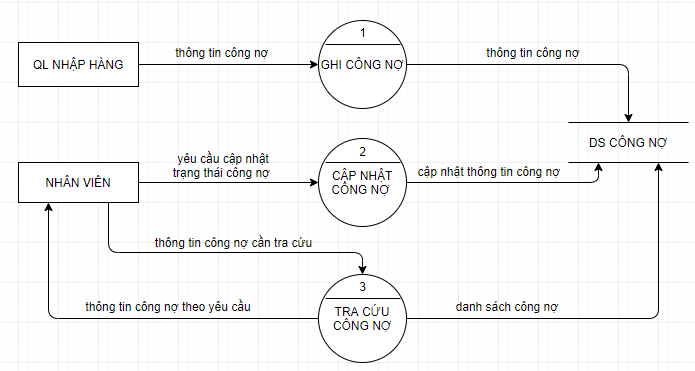 1
thông tin công nợ
thông tin công nợ
QL NHẬP HÀNG
GHI CÔNG NỢ
DS CÔNG NỢ
2
yêu cầu cập nhật
trạng thái công nợ
CẬP NHẬT
CÔNG NỢ
cập nhật thông tin công nợ
NHÂN VIÊN
thông tin công nợ cần tra cứu
3
thông tin công nợ theo yêu cầu
danh sách công nợ
TRA CỨU
CÔNG NỢ